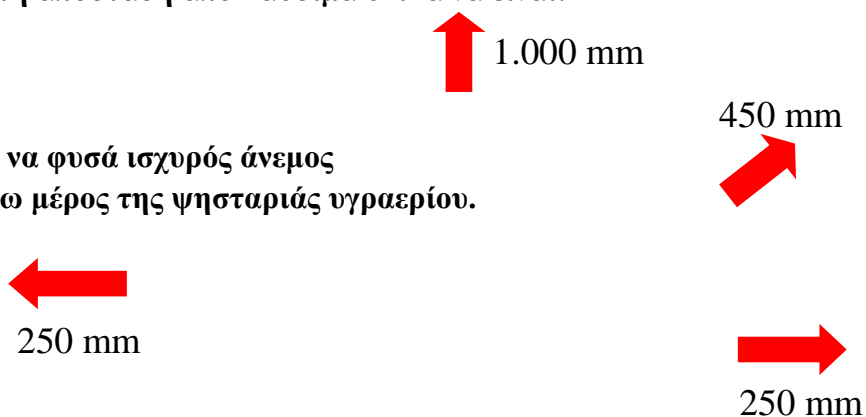 1.000 mm
450 mm
να φυσά ισχυρός άνεμος
μέρος της ψησταριάς υγραερίου.
250 mm
250 mm